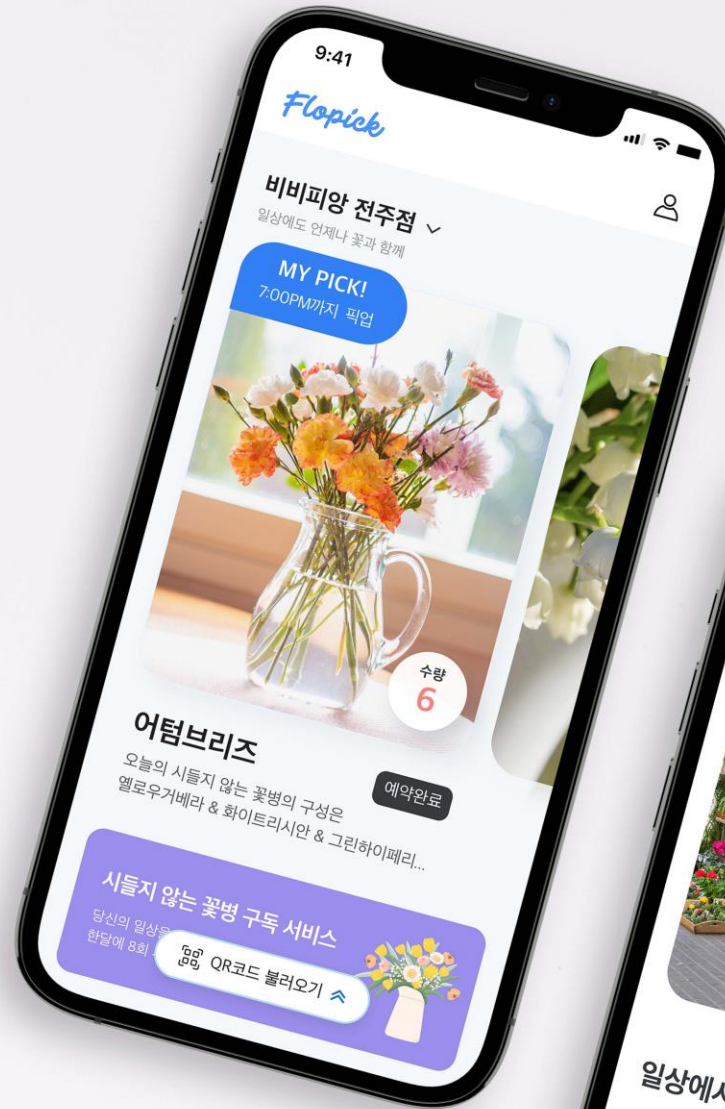 9:41
Flopick
비비피앙 전주점
일상에도 언제나 꽃과 함께
MY PICK!
7:00PM까지 픽업
수량
6
어텀브리즈
오늘의 시들지 않는 꽃병의 구성은
옐로우거베라 & 화이트리시안 & 그린하이페리...
예약완료
시들지 않는 꽃병 구독 서비스
당신의 일상을
한달에 8회
QR코드 불러오기
일상에서